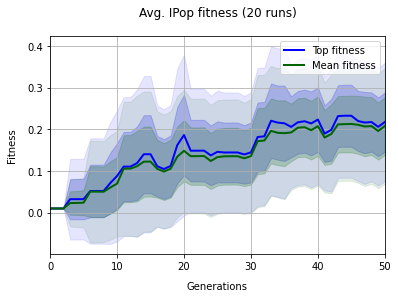 Avg. IPop fitness (20 runs)
Top fitness
Mean fitness
0.4
0.3
0.2
0.1
0.0
Fitness
0 10 20 30 40 50
Generations